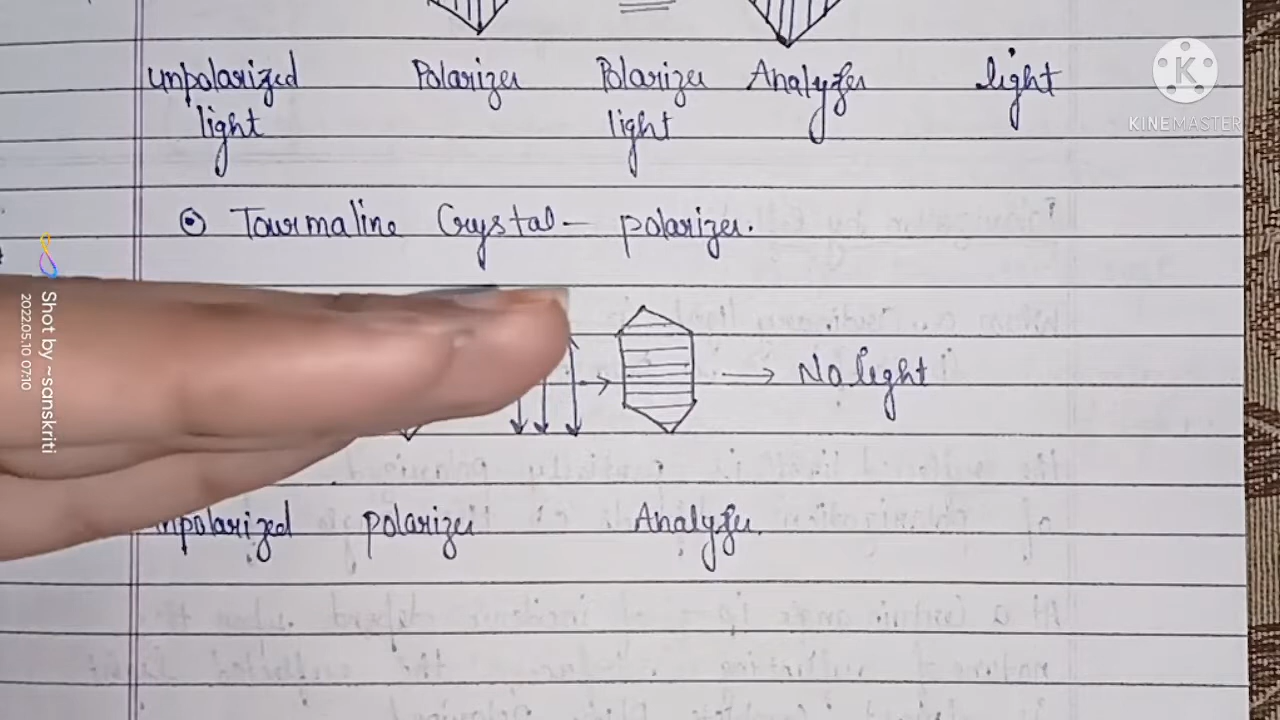 unpolarized Polarizer Polarizer Analyzer light
light light
KINEMASTER
Tourmaline Crystal - polarizer.
No light
unpolarized polarizer Analyzer.
Shot by ~sanskriti
2022.05.10 07:10